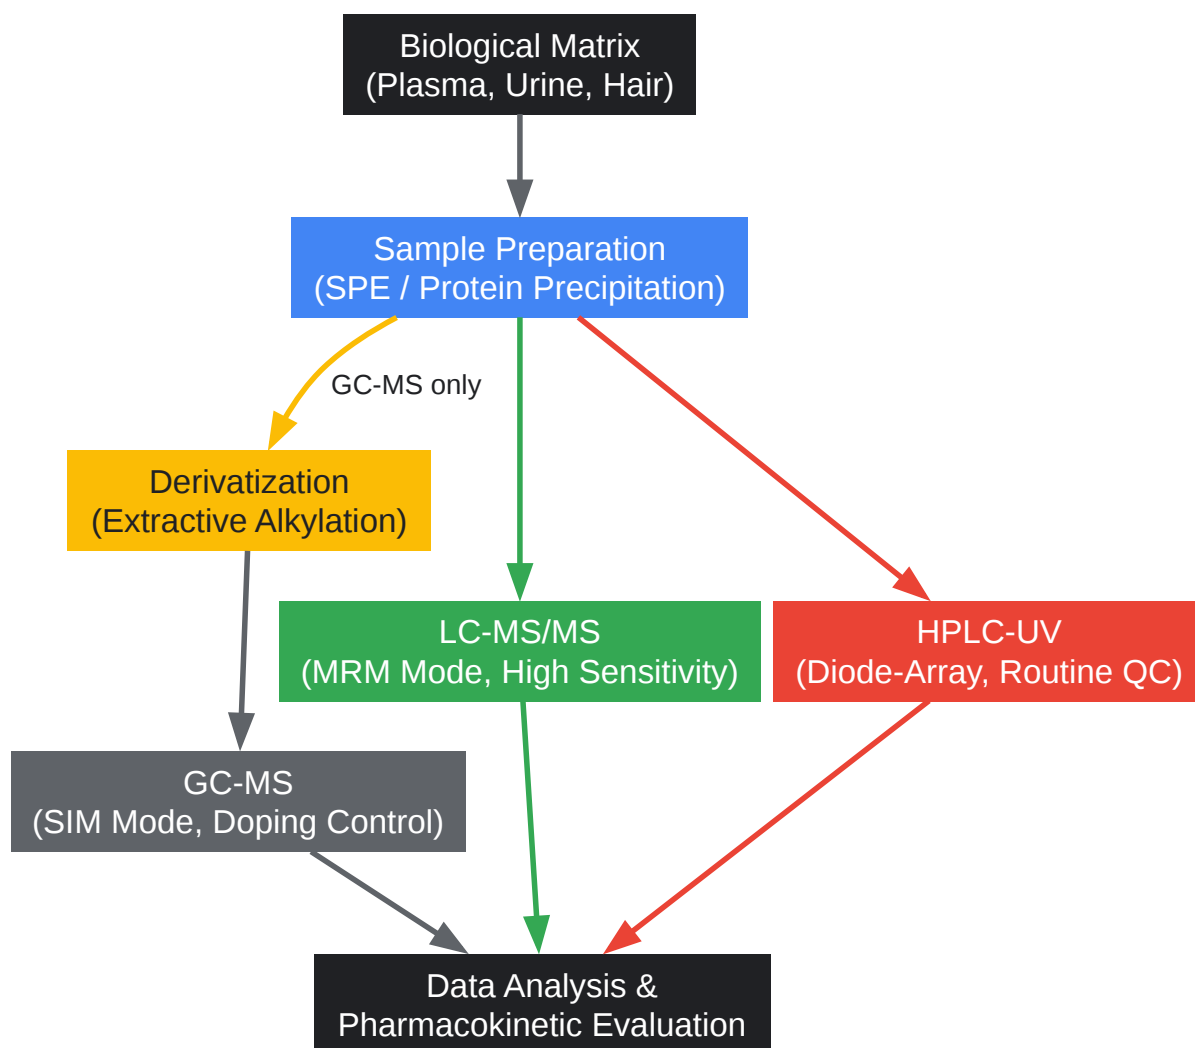 Biological Matrix
(Plasma, Urine, Hair)
Sample Preparation
(SPE / Protein Precipitation)
GC-MS only
Derivatization
(Extractive Alkylation)
LC-MS/MS
(MRM Mode, High Sensitivity)
HPLC-UV
(Diode-Array, Routine QC)
GC-MS
(SIM Mode, Doping Control)
Data Analysis &
Pharmacokinetic Evaluation